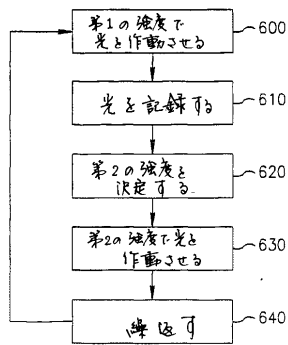 第1の強度で
光を作動させる
600
光を記録する
610
第2の強度を
決定する
620
第2の強度で光を
作動させる
630
繰返す
640